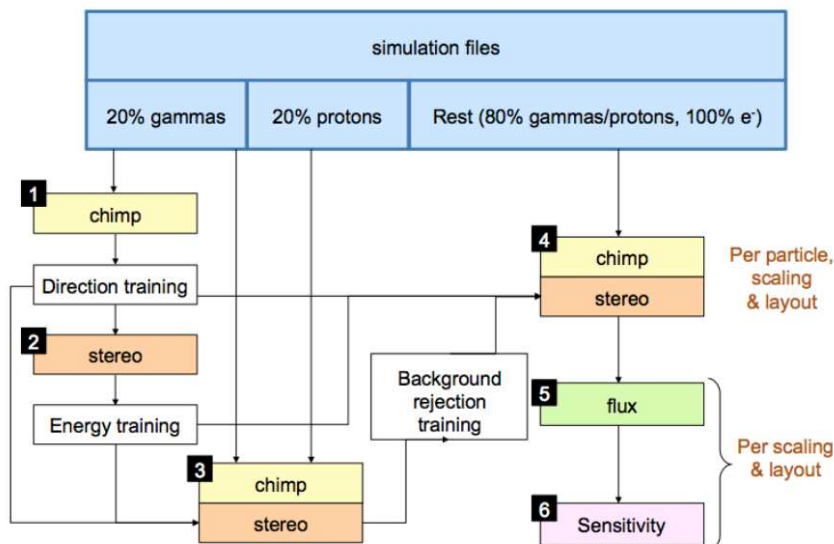 simulation files
20% gammas
20% protons
Rest (80% gammas/protons, 100% e-)
1
chimp
Direction training
2
stereo
Energy training
3
chimp
stereo
Background
rejection
training
4
chimp
stereo
Per particle,
scaling
& layout
5
flux
Per scaling
& layout
6
Sensitivity